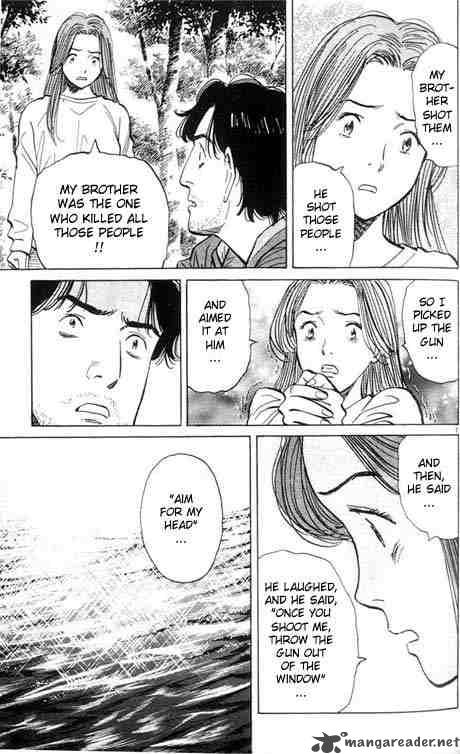 MY
BROT-
HER
SHOT
THEM
...
HE
SHOT
THOSE
PEOPLE
...
MY BROTHER
WAS THE ONE
WHO KILLED ALL
THOSE PEOPLE
!!
SO I
PICKED
UP THE
GUN
...
AND
AIMED
IT AT
HIM ...
AND
THEN,
HE SAID
...
HE LAUGHED,
AND HE SAID,
"ONCE YOU
SHOOT ME,
THROW THE
GUN OUT
OF THE
WINDOW"
...
"AIM
FOR MY
HEAD"
...
mangareader.net